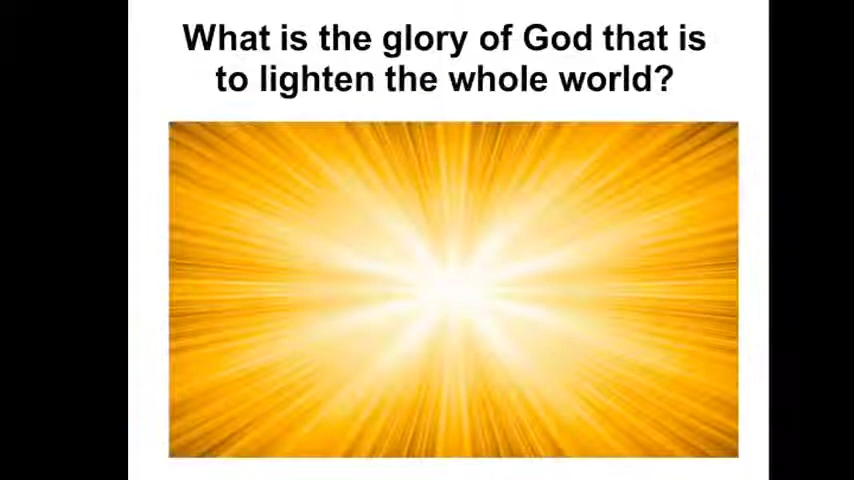 What is the glory of God that is
to lighten the whole world?